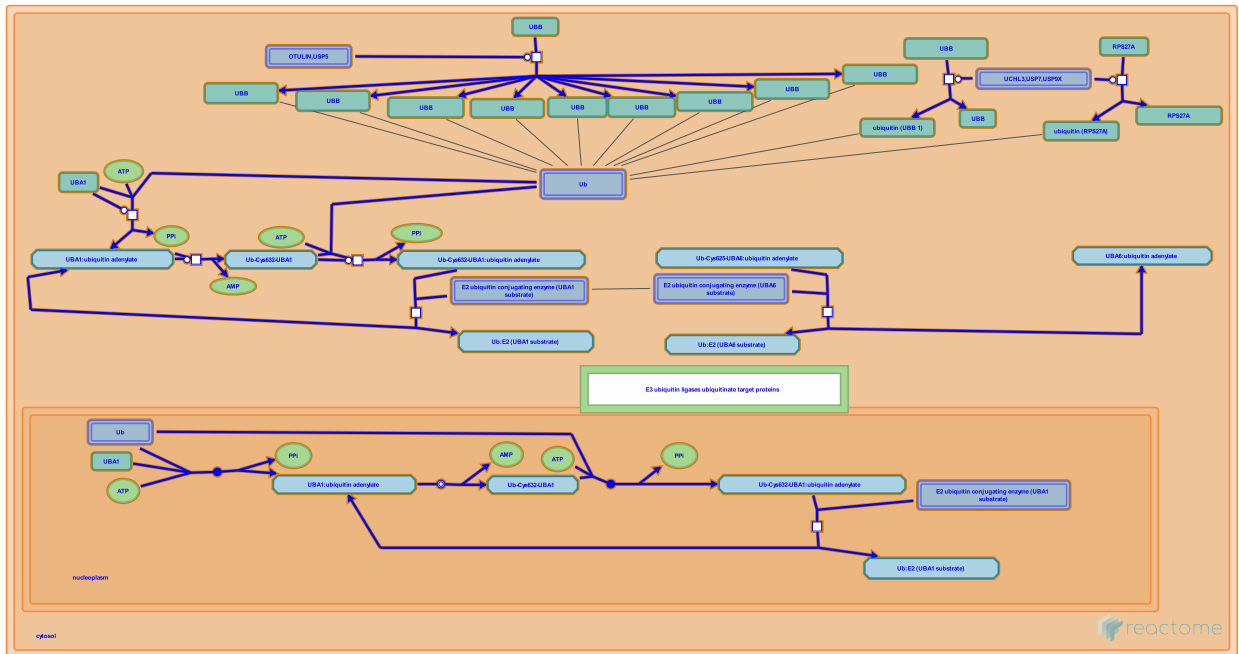 UBB
OTULIN,USP5
UBB
RPS27A
UCHL3,USP7,USP9X
UBB
UBB
UBB
UBB
UBB
UBB
UBB
UBB
UBB
ubiquitin (UBB 1)
UBB
ubiquitin (RPS27A)
RPS27A
Ub
UBA1
ATP
PPi
UBA1:ubiquitin adenylate
AMP
Ub-Cys632-UBA1
ATP
PPi
Ub-Cys632-UBA1:ubiquitin adenylate
Ub-Cys625-UBA6:ubiquitin adenylate
UBA6:ubiquitin adenylate
E2 ubiquitin conjugating enzyme (UBA1
substrate)
E2 ubiquitin conjugating enzyme (UBA6
substrate)
Ub:E2 (UBA1 substrate)
Ub:E2 (UBA6 substrate)
E3 ubiquitin ligases ubiquitinate target proteins
Ub
UBA1
ATP
PPi
UBA1:ubiquitin adenylate
AMP
Ub-Cys632-UBA1
ATP
PPi
Ub-Cys632-UBA1:ubiquitin adenylate
E2 ubiquitin conjugating enzyme (UBA1
substrate)
Ub:E2 (UBA1 substrate)
nucleoplasm
cytosol
reactome